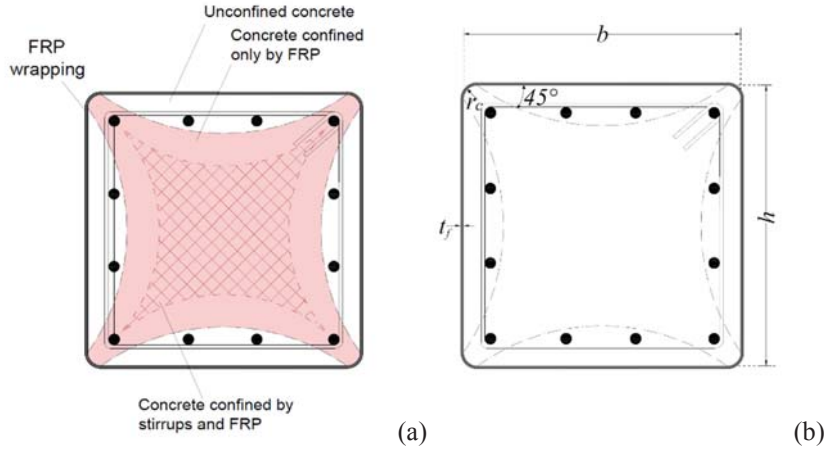 Unconfined concrete
Concrete confined
only by FRP
FRP
wrapping
Concrete confined by
stirrups and FRP
(a)
b
45°
r_c
t_f
h
(b)